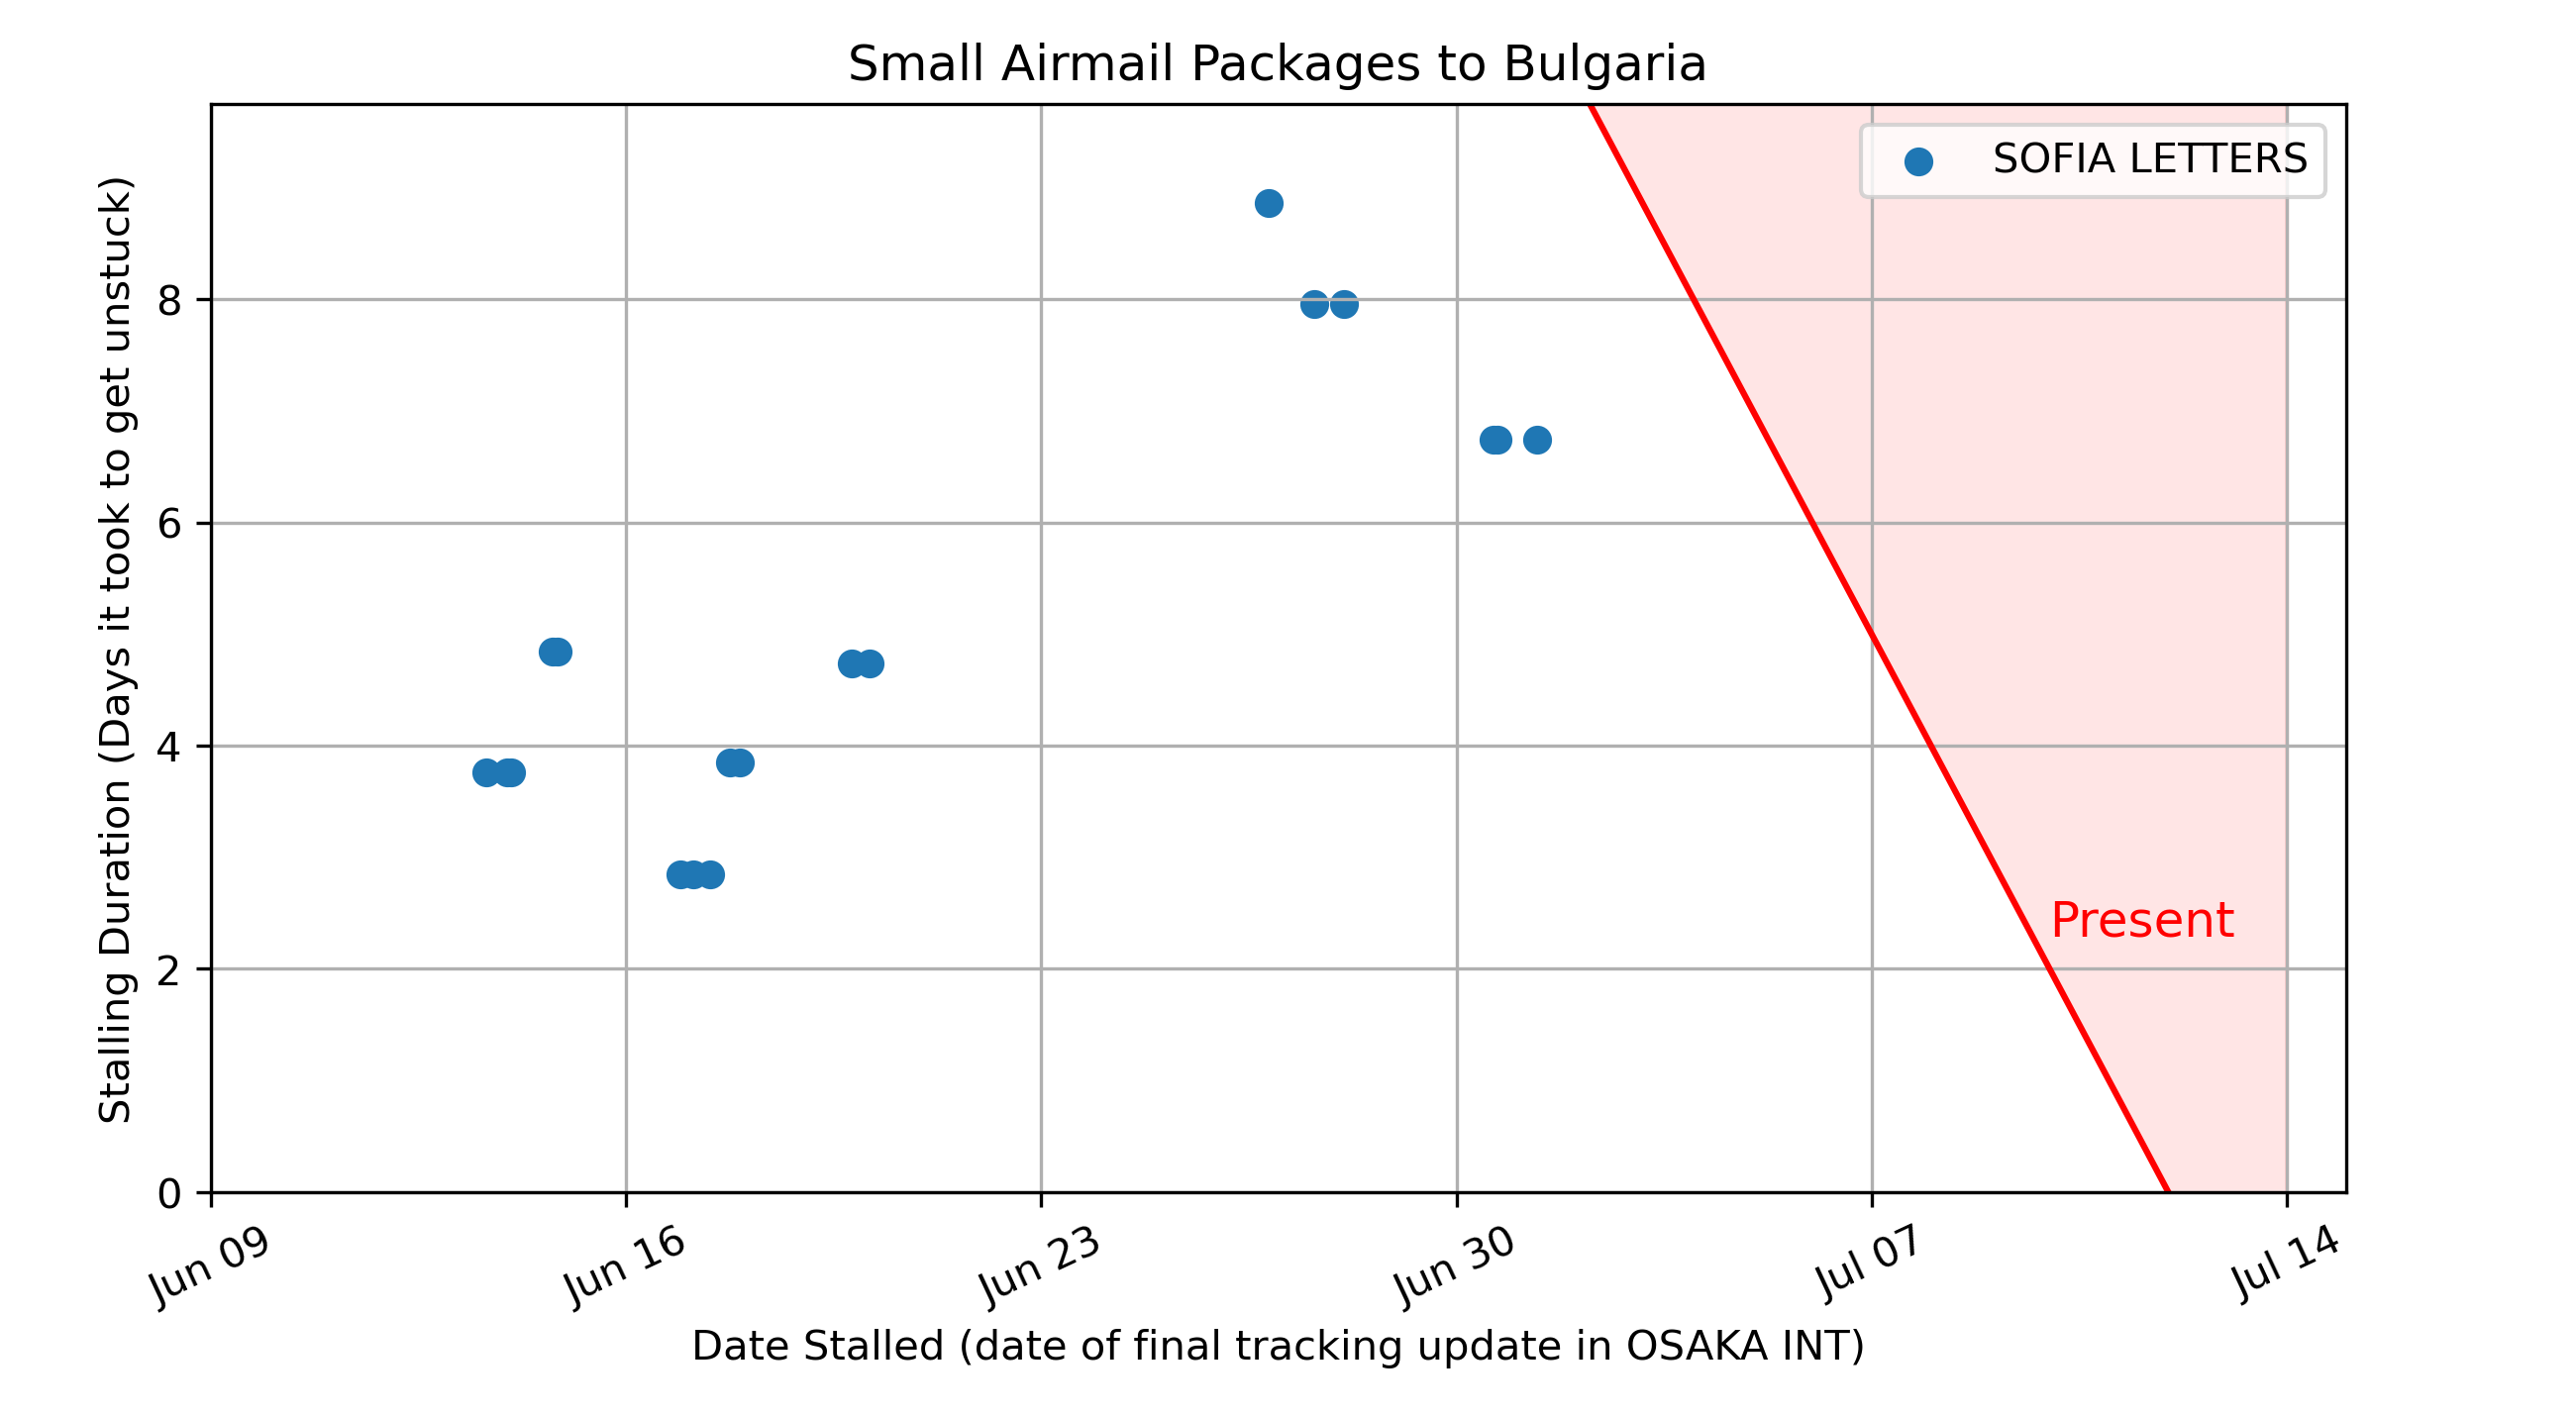 Small Airmail Packages to Bulgaria
SOFIA LETTERS
Stalling Duration (Days it took to get unstuck)
8
6
4
2
0
Present
Jun 09
Jun 16
Jun 23
Jun 30
Jul 07
Jul 14
Date Stalled (date of final tracking update in OSAKA INT)